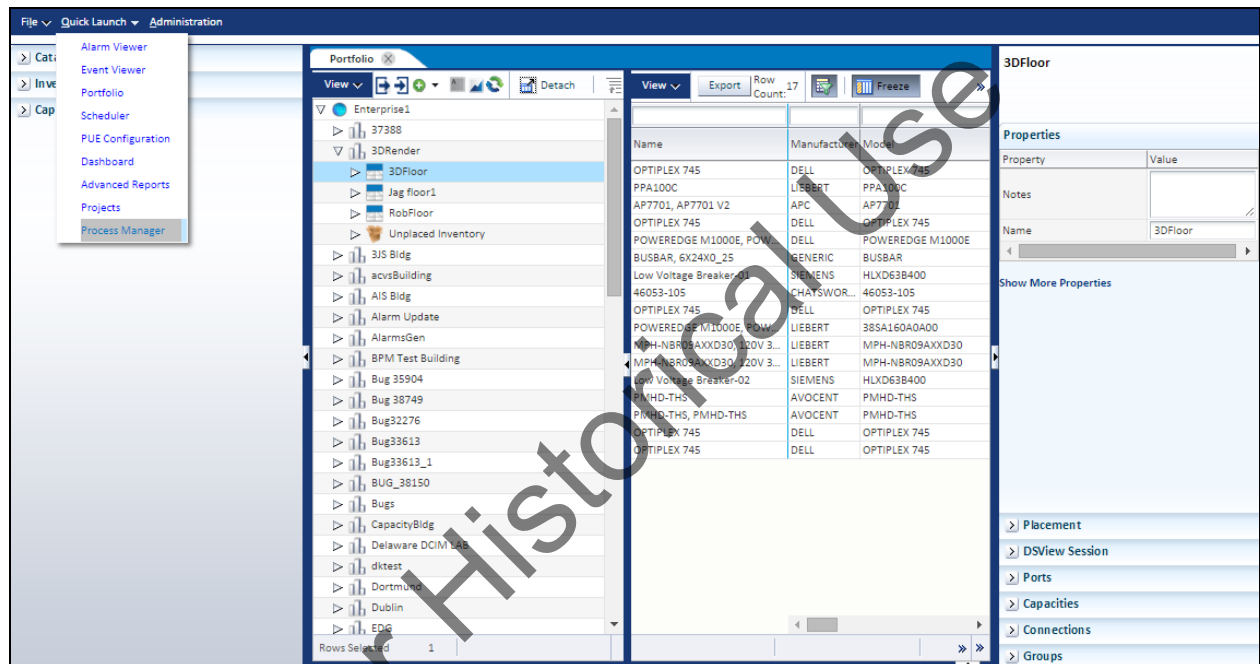 File Quick Launch Administration
Alarm Viewer
Event Viewer
Portfolio
Scheduler
PUE Configuration
Dashboard
Advanced Reports
Projects
Process Manager
Cat
Inve
Cap
Portfolio
View Detach
Enterprise1
37388
3DRender
3DFloor
Jag floor1
RobFloor
Unplaced Inventory
3JS Bldg
acvsBuilding
AIS Bldg
Alarm Update
AlarmsGen
BPM Test Building
Bug 35904
Bug 38749
Bug32276
Bug33613
Bug33613_1
BUG_38150
Bugs
CapacityBldg
Delaware DCIM LAB
dktest
Dortmund
Dublin
EDG
Rows Selected 1
View Export Row Count: 17 Freeze
Name Manufacturer Model
OPTIPLEX 745 DELL OPTIPLEX 745
PPA100C LIEBERT PPA100C
AP7701, AP7701 V2 APC AP7701
OPTIPLEX 745 DELL OPTIPLEX 745
POWEREDGE M1000E, POW... DELL POWEREDGE M1000E
BUSBAR, 6X24X0_25 GENERIC BUSBAR
Low Voltage Breaker-01 SIEMENS HLXD63B400
46053-105 CHATSWOR... 46053-105
OPTIPLEX 745 DELL OPTIPLEX 745
POWEREDGE M1000E, POW... LIEBERT 38SA160A0A00
MPH-NBR09AXXD30, 120V 3... LIEBERT MPH-NBR09AXXD30
MPH-NBR09AXXD30, 120V 3... LIEBERT MPH-NBR09AXXD30
Low Voltage Breaker-02 SIEMENS HLXD63B400
PMHD-THS AVOCENT PMHD-THS
PMHD-THS, PMHD-THS AVOCENT PMHD-THS
OPTIPLEX 745 DELL OPTIPLEX 745
OPTIPLEX 745 DELL OPTIPLEX 745
3DFloor
Properties
Property Value
Notes
Name 3DFloor
Show More Properties
Placement
DSView Session
Ports
Capacities
Connections
Groups
r Historical Use